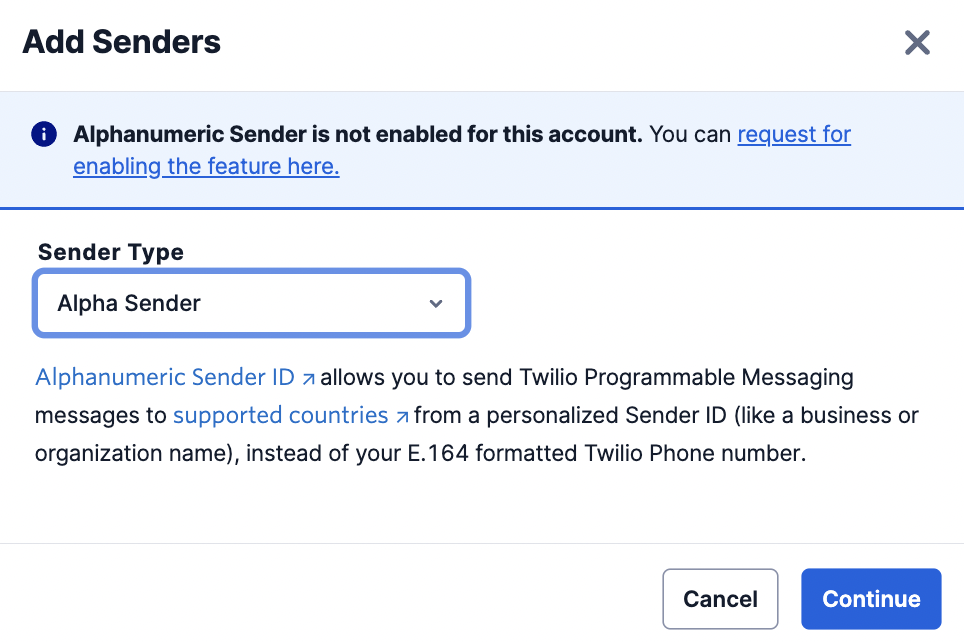 Add Senders
Alphanumeric Sender is not enabled for this account. You can request for
enabling the feature here.
Sender Type
Alpha Sender
Alphanumeric Sender ID ↗ allows you to send Twilio Programmable Messaging
messages to supported countries ↗ from a personalized Sender ID (like a business or
organization name), instead of your E.164 formatted Twilio Phone number.
Cancel Continue